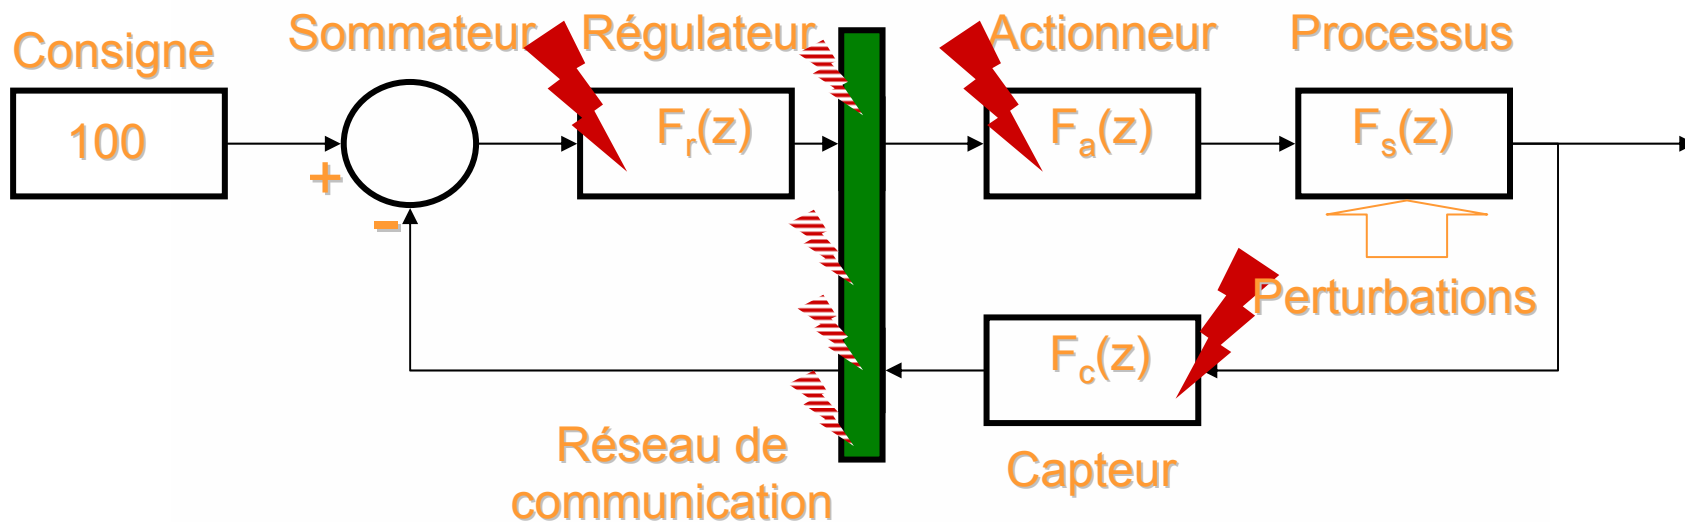 Consigne
Sommateur
Régulateur
Actionneur
Processus
100
+
-
Fr(z)
Fa(z)
Fs(z)
Perturbations
Fc(z)
Capteur
Réseau de
communication